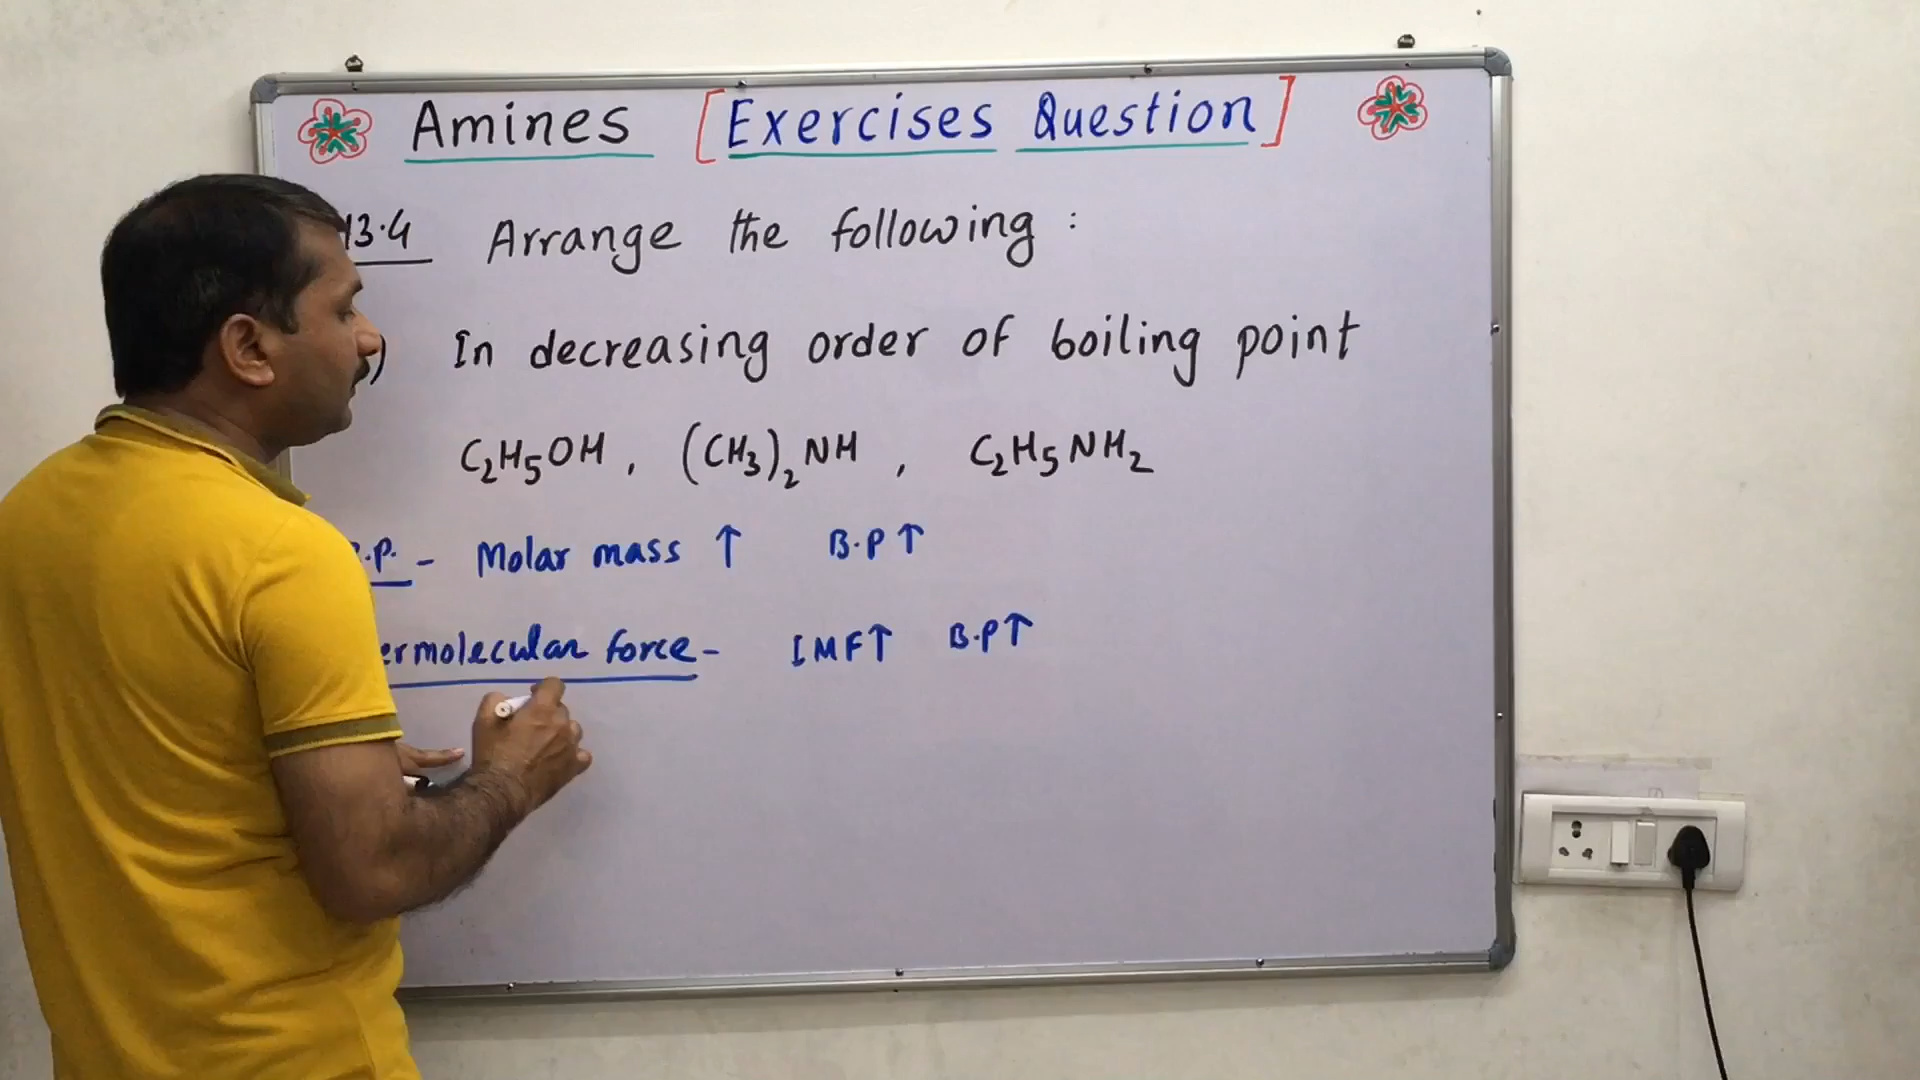 Amines [Exercises Question]
13.4 Arrange the following :
) In decreasing order of boiling point
C₂H₅OH, (CH₃)₂NH, C₂H₅NH₂
.P. - Molar mass ↑ B.P ↑
ermolecular force - IMF↑ B.P↑